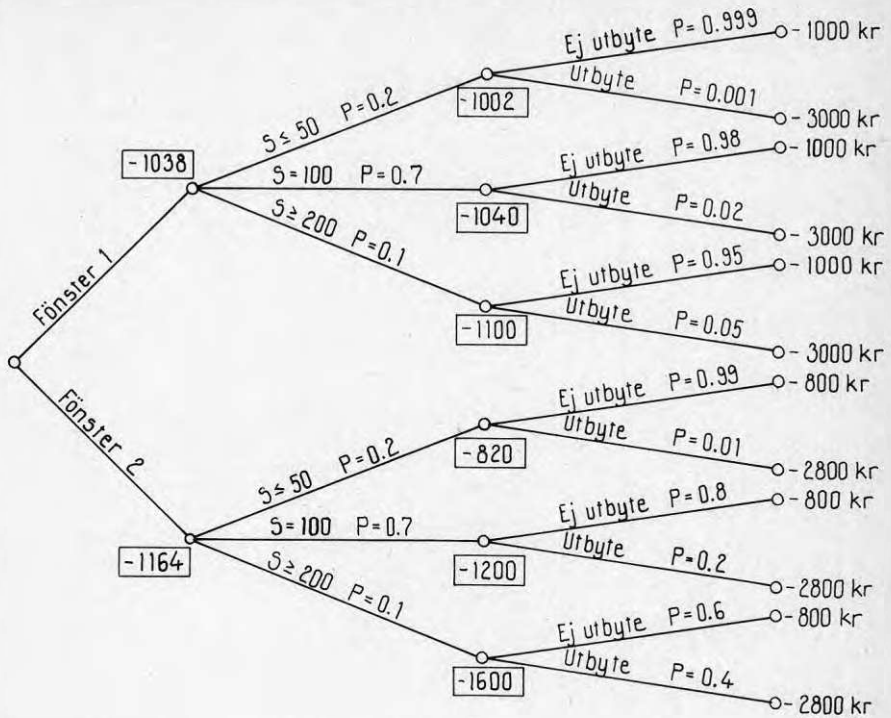 Ej utbyte P=0.999
-1000 kr
Utbyte P=0.001
-3000 kr
S≤50 P=0.2
-1002
Ej utbyte P=0.98
-1000 kr
Utbyte P=0.02
-3000 kr
-1038
S=100 P=0.7
-1040
S≥200 P=0.1
Ej utbyte P=0.95
-1000 kr
Utbyte P=0.05
-3000 kr
-1100
Fönster 1
Fönster 2
Ej utbyte P=0.99
-800 kr
Utbyte P=0.01
-2800 kr
S≤50 P=0.2
-820
Ej utbyte P=0.8
-800 kr
Utbyte P=0.2
-2800 kr
S=100 P=0.7
-1200
-1164
S≥200 P=0.1
Ej utbyte P=0.6
-800 kr
Utbyte P=0.4
-2800 kr
-1600